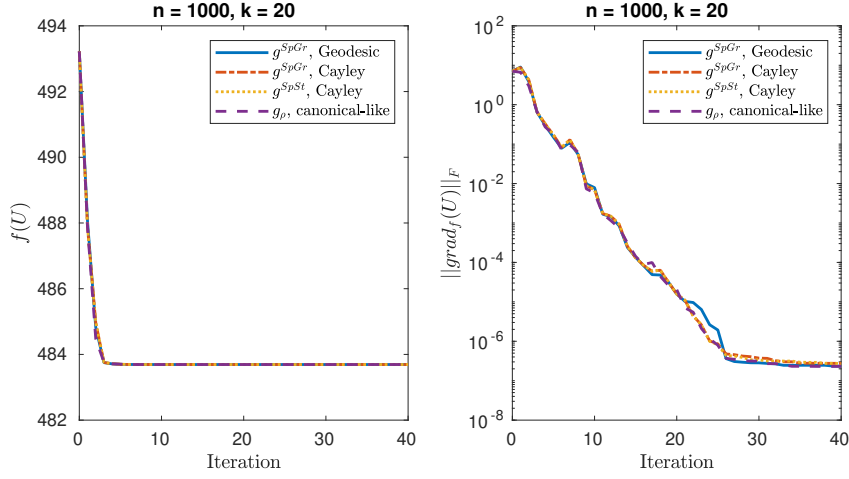 n = 1000, k = 20
494
492
490
488
486
484
482
f(U)
0
10
20
30
40
Iteration
g^{SpGr}, Geodesic
g^{SpGr}, Cayley
g^{SpSt}, Cayley
g_ρ, canonical-like
n = 1000, k = 20
10^2
10^0
10^{-2}
10^{-4}
10^{-6}
10^{-8}
||grad_f(U)||_F
0
10
20
30
40
Iteration
g^{SpGr}, Geodesic
g^{SpGr}, Cayley
g^{SpSt}, Cayley
g_ρ, canonical-like